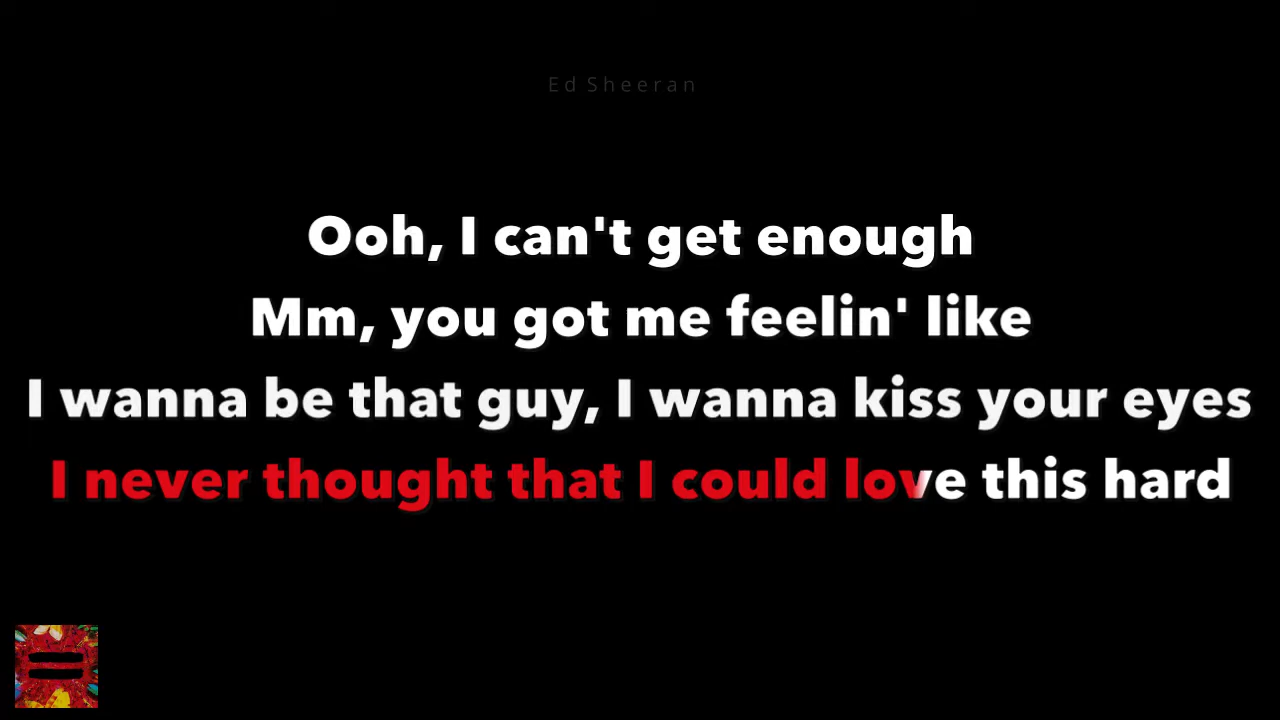 Ed Sheeran
Ooh, I can't get enough
Mm, you got me feelin' like
I wanna be that guy, I wanna kiss your eyes
I never thought that I could love this hard